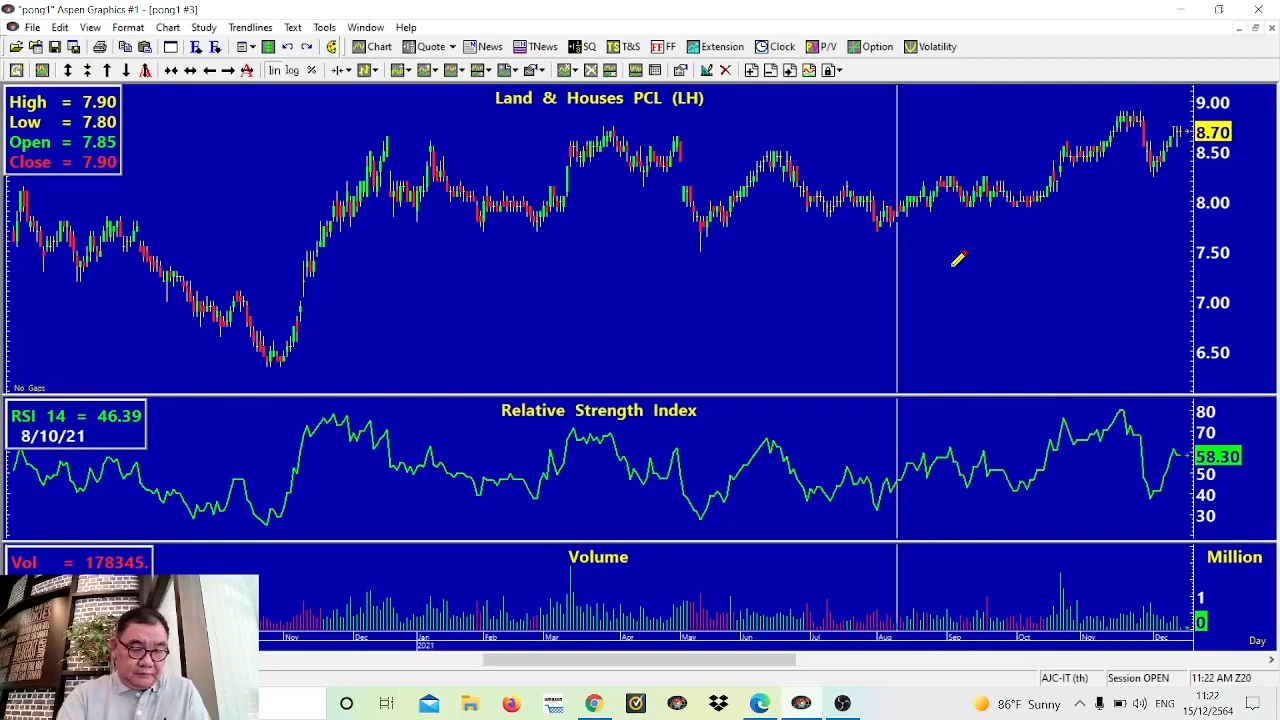 "pong1" Aspen Graphics #1 - [pong1 #3]
File Edit View Format Chart Study Trendlines Text Tools Window Help
Chart Quote News TNews SQ T&S FF Extension Clock P/V Option Volatility
lin log %
High = 7.90
Low = 7.80
Open = 7.85
Close = 7.90
Land & Houses PCL (LH)
9.00
8.70
8.50
8.00
7.50
7.00
6.50
No Gaps
RSI 14 = 46.39
8/10/21
Relative Strength Index
80
70
58.30
50
40
30
Vol = 178345.
Volume
Million
1
0
Nov Dec Jan Feb Mar Apr May Jun Jul Aug Sep Oct Nov Dec
2021
Day
AJC-IT (th) Session OPEN 11:22 AM Z20
amazon
86°F Sunny
ENG
11:22
15/12/2564